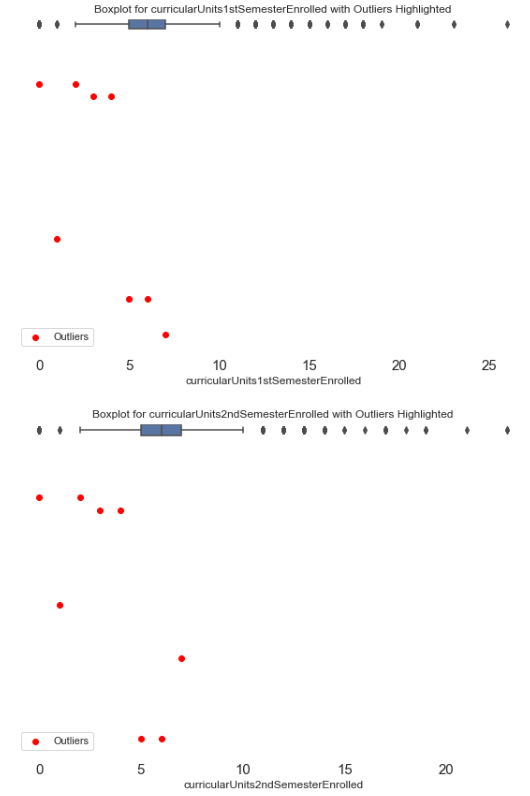 Boxplot for curricularUnits1stSemesterEnrolled with Outliers Highlighted
Outliers
0 5 10 15 20 25
curricularUnits1stSemesterEnrolled
Boxplot for curricularUnits2ndSemesterEnrolled with Outliers Highlighted
Outliers
0 5 10 15 20
curricularUnits2ndSemesterEnrolled